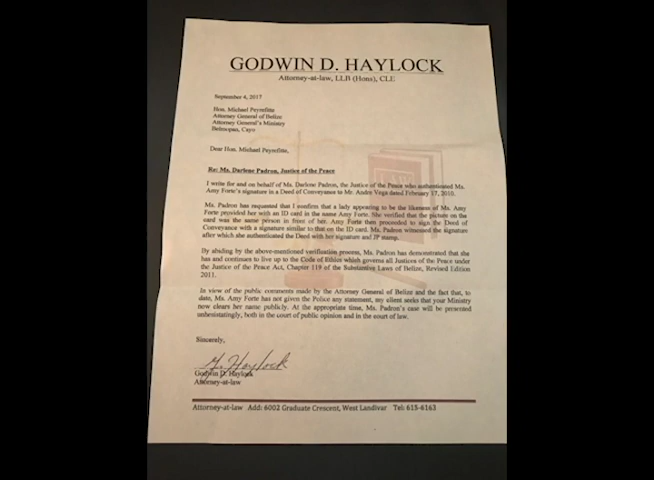 GODWIN D. HAYLOCK
Attorney-at-law, LLB (Hons), CLE
September 4, 2017
Hon. Michael Peyrefitte
Attorney General of Belize
Attorney General's Ministry
Belmopan, Cayo
Dear Hon. Michael Peyrefitte,
Re: Ms. Darlene Padron, Justice of the Peace
I write for and on behalf of Ms. Darlene Padron, the Justice of the Peace who authenticated Ms.
Amy Forte's signature in a Deed of Conveyance to Mr. Andre Vega dated February 17, 2010.
Ms. Padron has requested that I confirm that a lady appearing to be the likeness of Ms. Amy
Forte provided her with an ID card in the name Amy Forte. She verified that the picture on the
card was the same person in front of her. Amy Forte then proceeded to sign the Deed of
Conveyance with a signature similar to that on the ID card. Ms. Padron witnessed the signature
after which she authenticated the Deed with her signature and JP stamp.
LAW
By abiding by the above-mentioned verification process, Ms. Padron has demonstrated that she
has and continues to live up to the Code of Ethics which governs all Justices of the Peace under
the Justice of the Peace Act, Chapter 119 of the Substantive Laws of Belize, Revised Edition
2011.
In view of the public comments made by the Attorney General of Belize and the fact that, to
date, Ms. Amy Forte has not given the Police any statement, my client seeks that your Ministry
now clears her name publicly. At the appropriate time, Ms. Padron's case will be presented
unhesitatingly, both in the court of public opinion and in the court of law.
Sincerely,
G. Haylock
Godwin D. Haylock
Attorney-at-law
Attorney-at-law Add: 6002 Graduate Crescent, West Landivar Tel: 615-6163